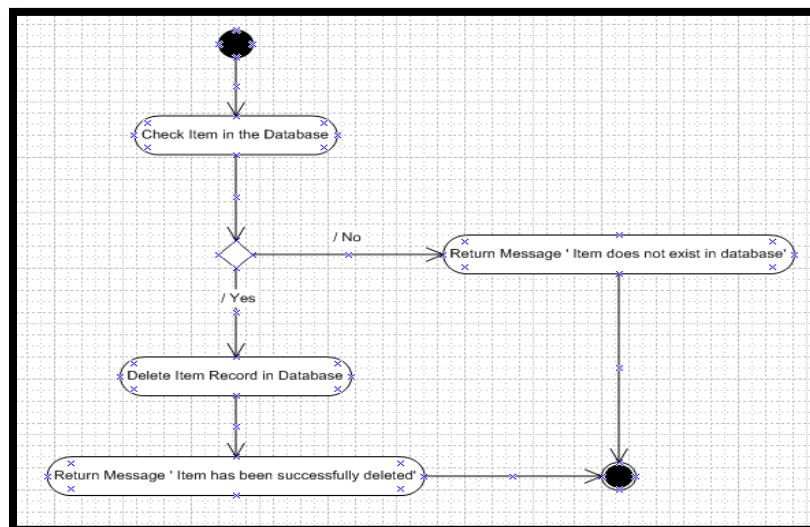 Check Item in the Database
/ No
Return Message ' Item does not exist in database'
/ Yes
Delete Item Record in Database
Return Message ' Item has been successfully deleted'